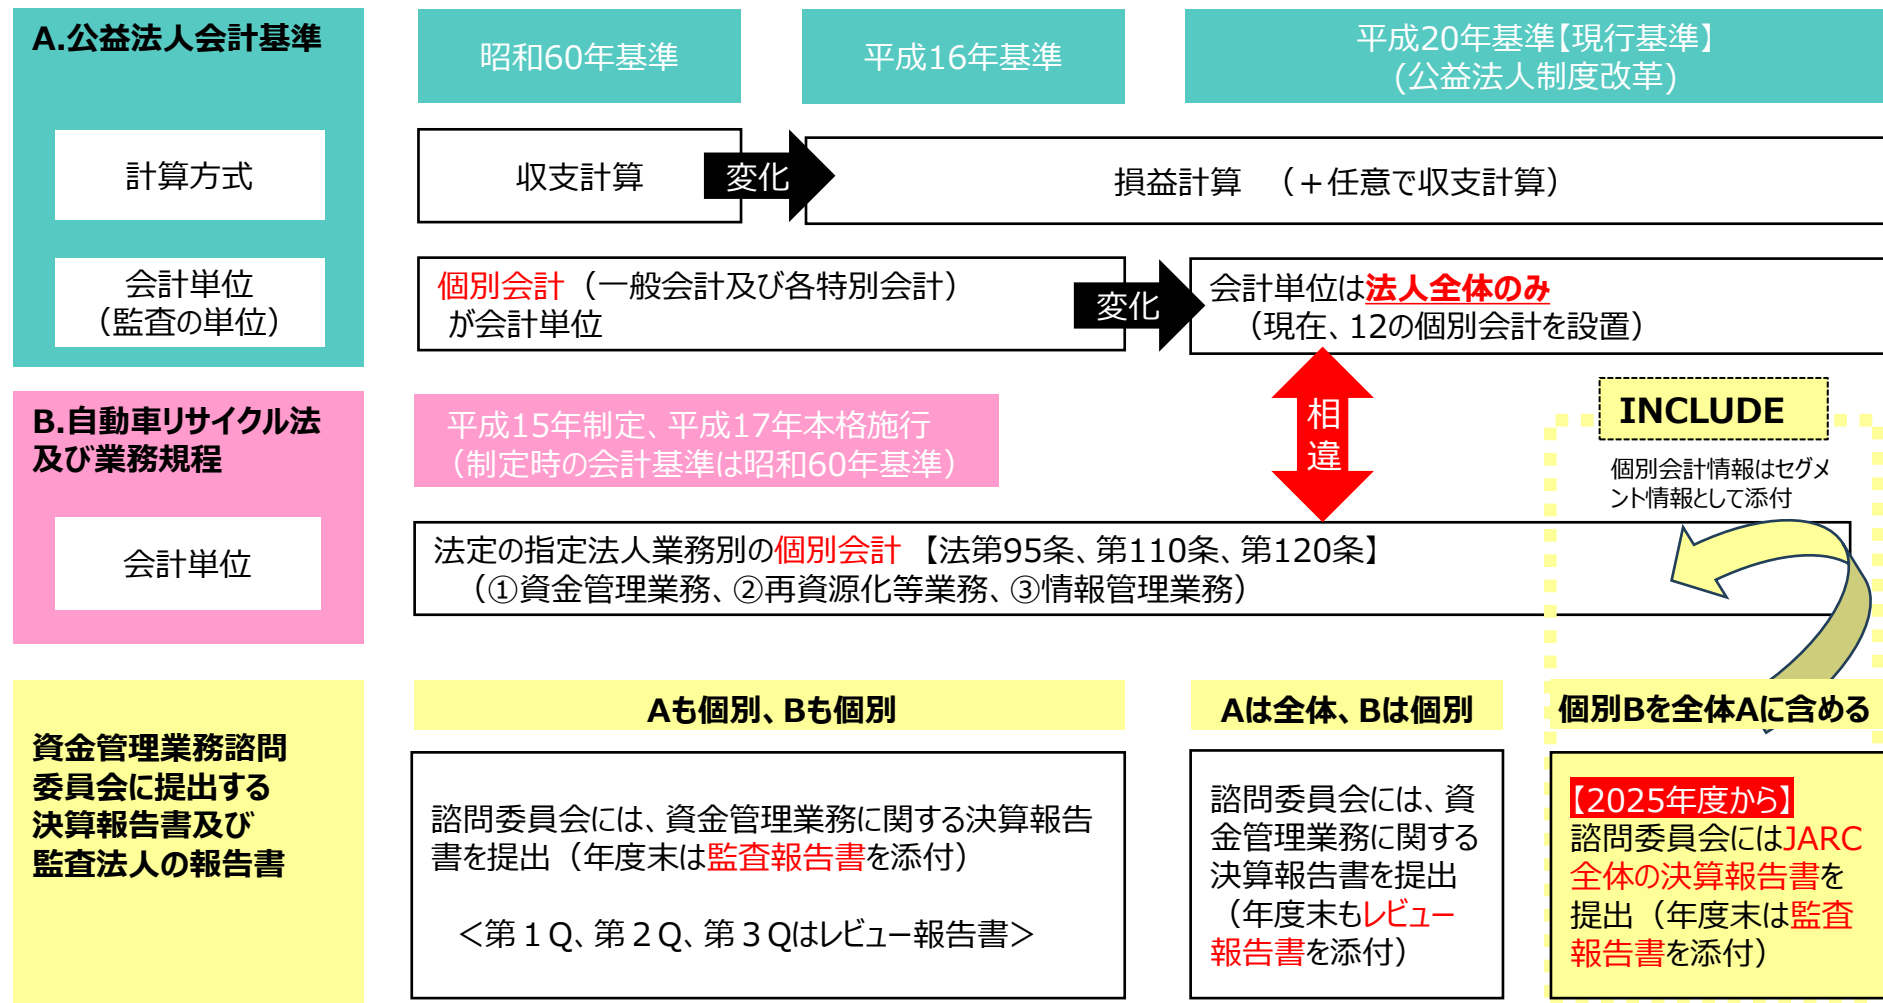 A.公益法人会計基準
昭和60年基準
平成16年基準
平成20年基準【現行基準】
(公益法人制度改革)
計算方式
収支計算
変化
損益計算 （＋任意で収支計算）
会計単位
（監査の単位）
個別会計（一般会計及び各特別会計）
が会計単位
変化
会計単位は法人全体のみ
（現在、12の個別会計を設置）
相
違
B.自動車リサイクル法
及び業務規程
平成15年制定、平成17年本格施行
（制定時の会計基準は昭和60年基準）
INCLUDE
個別会計情報はセグメ
ント情報として添付
会計単位
法定の指定法人業務別の個別会計 【法第95条、第110条、第120条】
（①資金管理業務、②再資源化等業務、③情報管理業務）
資金管理業務諮問
委員会に提出する
決算報告書及び
監査法人の報告書
Aも個別、Bも個別
諮問委員会には、資金管理業務に関する決算報告
書を提出（年度末は監査報告書を添付）
＜第１Q、第２Q、第３Qはレビュー報告書＞
Aは全体、Bは個別
諮問委員会には、資
金管理業務に関する
決算報告書を提出
（年度末もレビュー
報告書を添付）
個別Bを全体Aに含める
【2025年度から】
諮問委員会にはJARC
全体の決算報告書を
提出（年度末は監査
報告書を添付）